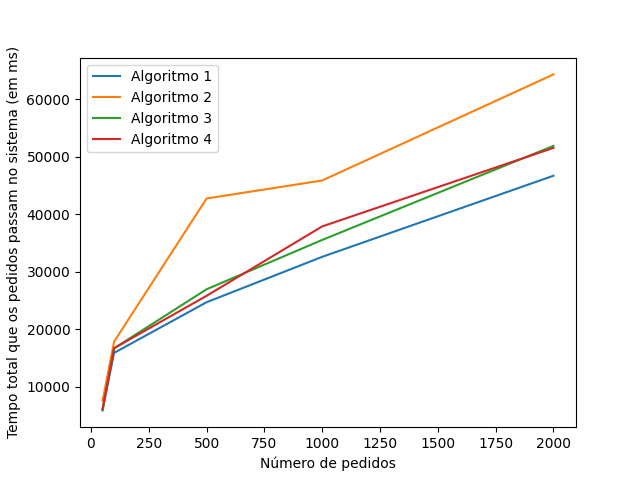 Tempo total que os pedidos passam no sistema (em ms)
60000
50000
40000
30000
20000
10000
Algoritmo 1
Algoritmo 2
Algoritmo 3
Algoritmo 4
0 250 500 750 1000 1250 1500 1750 2000
Número de pedidos